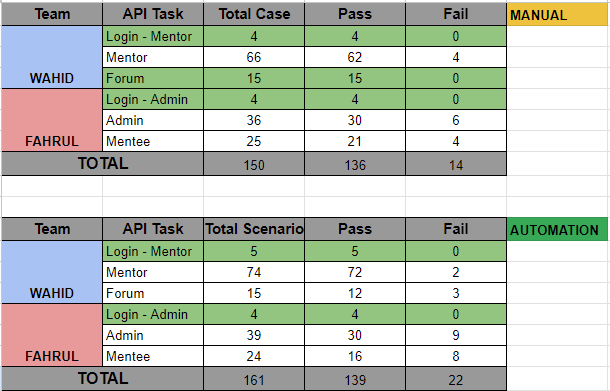 Team API Task Total Case Pass Fail MANUAL
Login - Mentor 4 4 0
Mentor 66 62 4
WAHID Forum 15 15 0
Login - Admin 4 4 0
Admin 36 30 6
FAHRUL Mentee 25 21 4
TOTAL 150 136 14
Team API Task Total Scenario Pass Fail AUTOMATION
Login - Mentor 5 5 0
Mentor 74 72 2
WAHID Forum 15 12 3
Login - Admin 4 4 0
Admin 39 30 9
FAHRUL Mentee 24 16 8
TOTAL 161 139 22